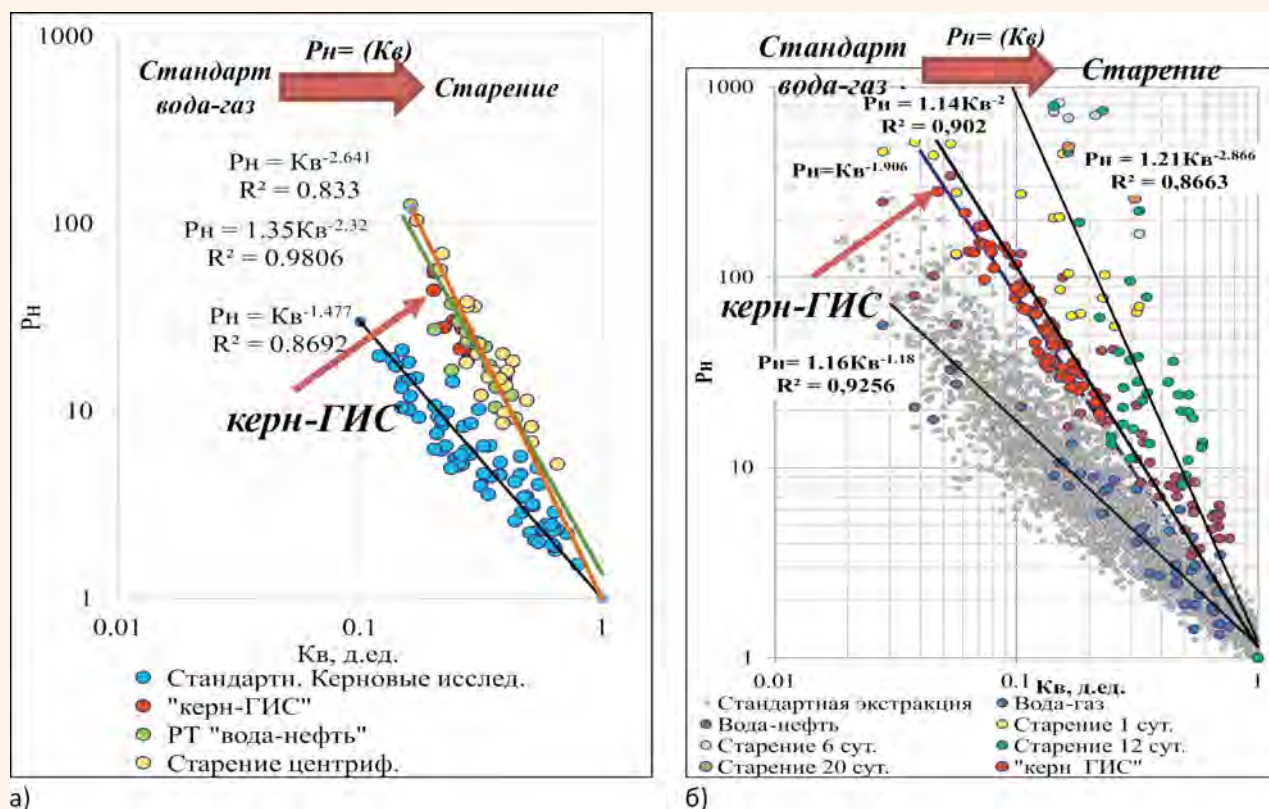 Рн= (Кв)
1000
Стандарт
вода-газ
Старение
Рн = Кв-2.641
R² = 0.833
100
Рн = 1.35Кв-2.32
R² = 0.9806
Рн = Кв-1.477
R² = 0.8692
керн-ГИС
Рн
10
1
0.01
0.1
1
Кв, д.ед.
Стандартн. Керновые исслед.
"керн-ГИС"
РТ "вода-нефть"
Старение центриф.
а)
Рн= (Кв)
Стандарт
вода-газ
Старение
1000
Рн = 1.14Кв-2
R² = 0,902
Рн=Кв-1.906
Рн = 1.21Кв-2.866
R² = 0,8663
100
керн-ГИС
Рн= 1.16Кв-1.18
R² = 0,9256
Рн
10
1
0.01
0.1
1
Кв, д.ед.
Стандартная экстракция
Вода-газ
Вода-нефть
Старение 1 сут.
Старение 6 сут.
Старение 12 сут.
Старение 20 сут.
"керн ГИС"
б)